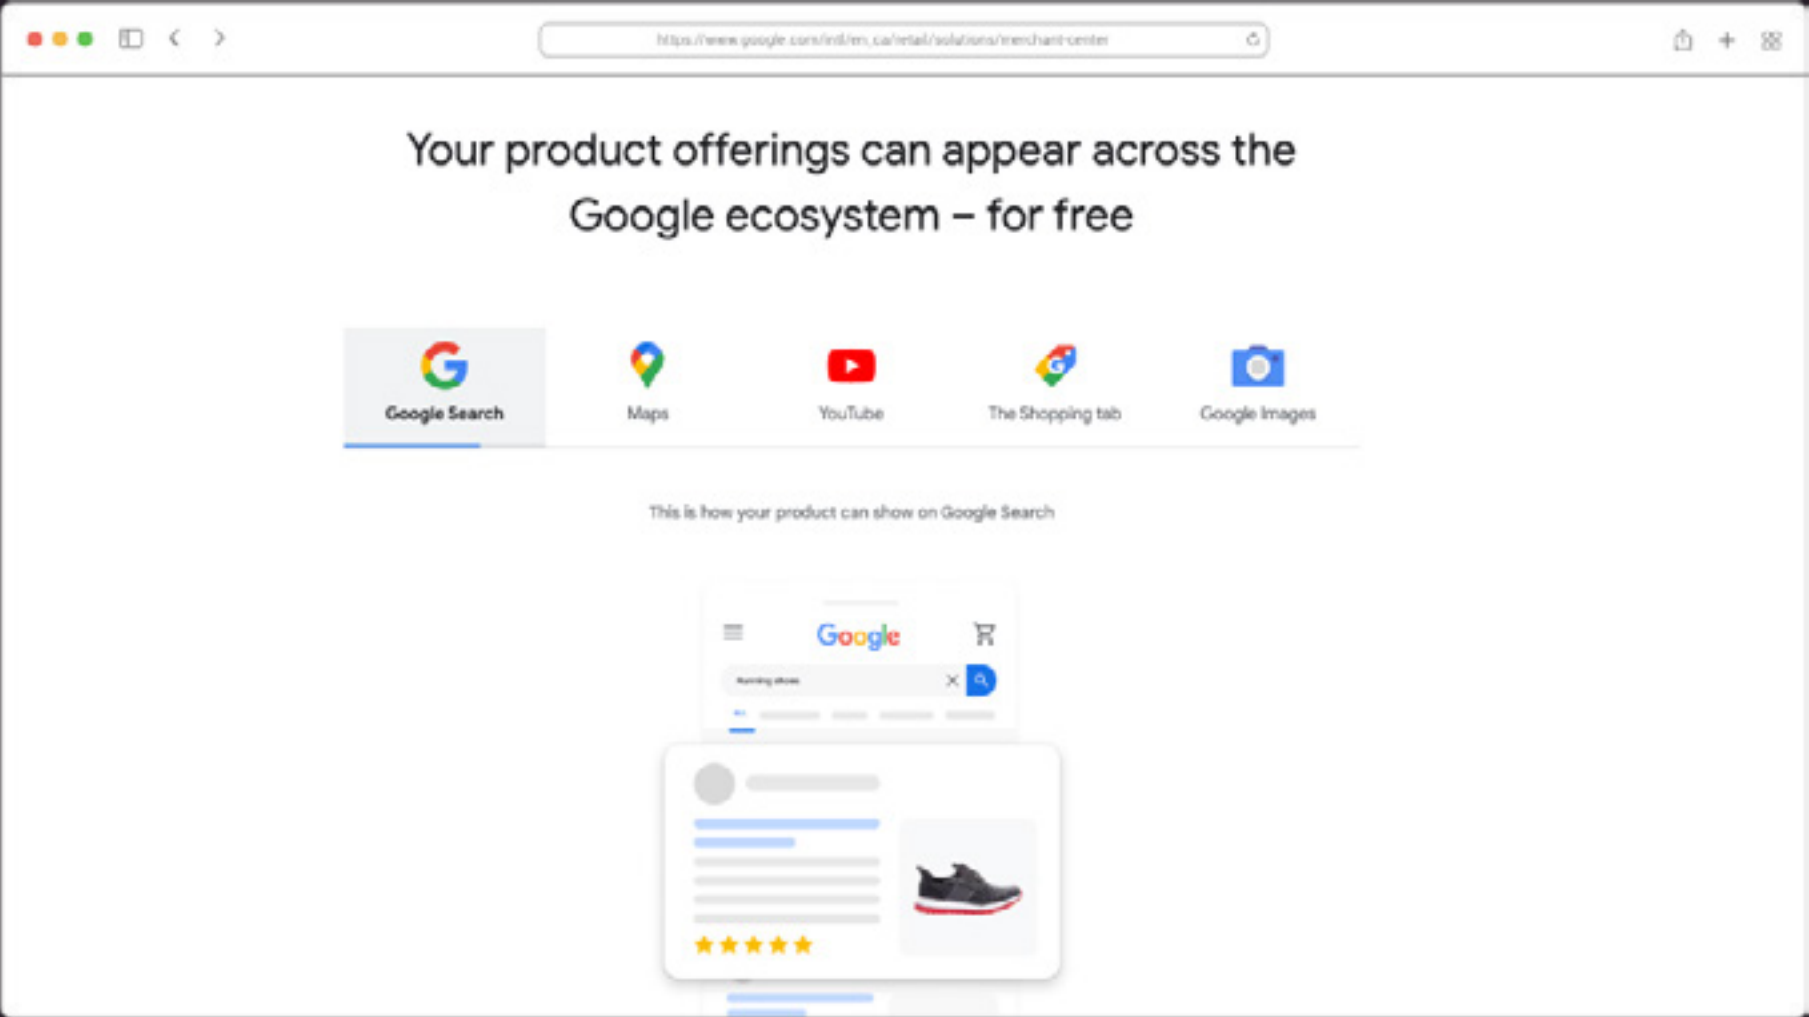 https://www.google.com/intl/en_ca/retail/solutions/merchant-center
Your product offerings can appear across the
Google ecosystem – for free
Google Search
Maps
YouTube
The Shopping tab
Google Images
This is how your product can show on Google Search
Google
Running shoes